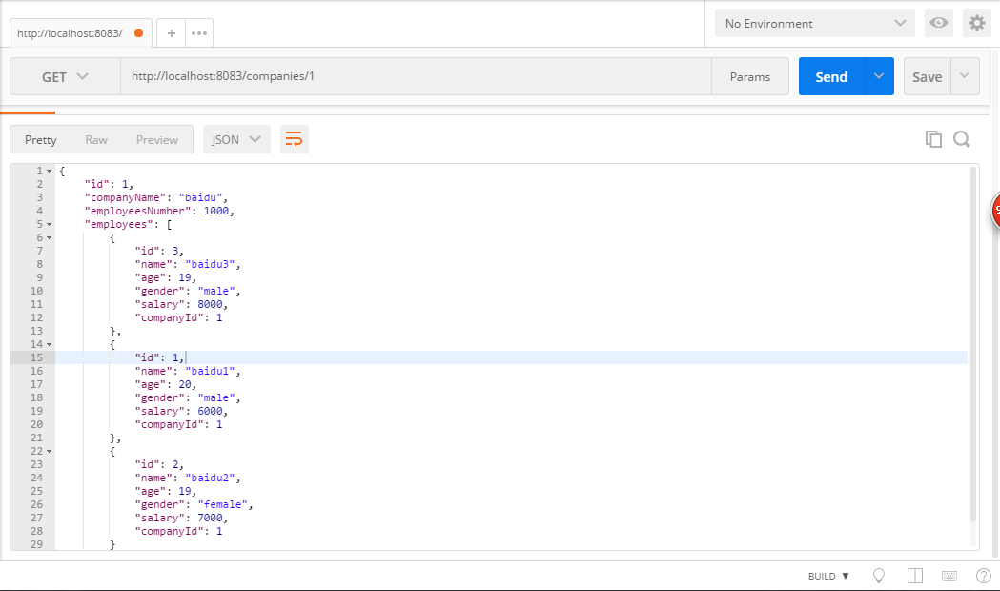 http://localhost:8083/
No Environment
GET http://localhost:8083/companies/1 Params Send Save
Pretty Raw Preview JSON
1 {
2 "id": 1,
3 "companyName": "baidu",
4 "employeesNumber": 1000,
5 "employees": [
6 {
7 "id": 3,
8 "name": "baidu3",
9 "age": 19,
10 "gender": "male",
11 "salary": 8000,
12 "companyId": 1
13 },
14 {
15 "id": 1,
16 "name": "baidu1",
17 "age": 20,
18 "gender": "male",
19 "salary": 6000,
20 "companyId": 1
21 },
22 {
23 "id": 2,
24 "name": "baidu2",
25 "age": 19,
26 "gender": "female",
27 "salary": 7000,
28 "companyId": 1
29 }
BUILD